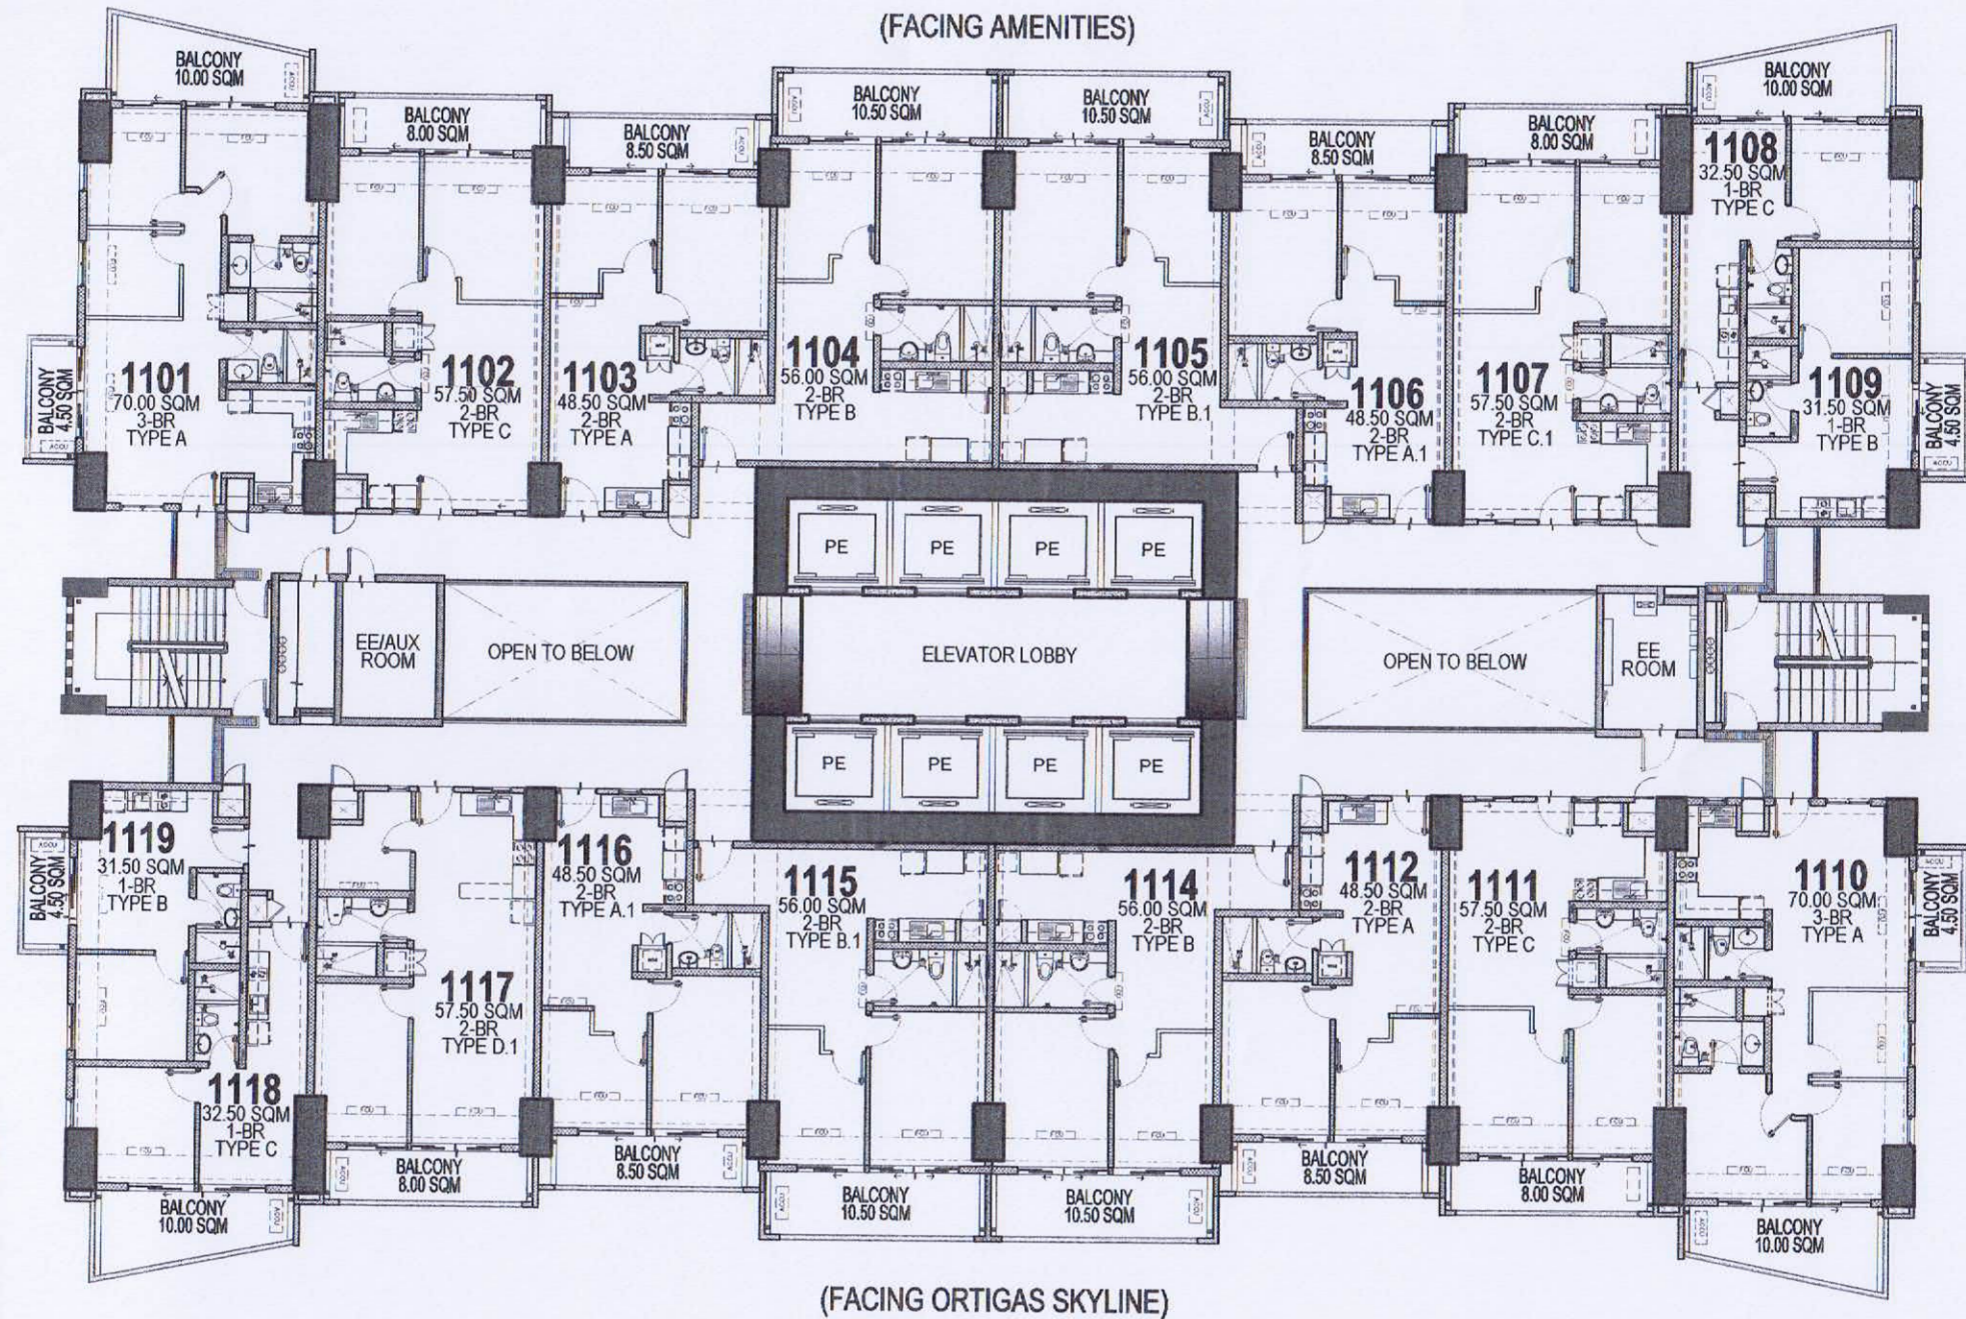 (FACING AMENITIES)
BALCONY
10.00 SQM
BALCONY
8.00 SQM
BALCONY
8.50 SQM
BALCONY
10.50 SQM
BALCONY
10.50 SQM
BALCONY
8.50 SQM
BALCONY
8.00 SQM
BALCONY
10.00 SQM
1101
70.00 SQM
3-BR
TYPE A
BALCONY
4.50 SQM
1102
57.50 SQM
2-BR
TYPE C
1103
48.50 SQM
2-BR
TYPE A
1104
56.00 SQM
2-BR
TYPE B
1105
56.00 SQM
2-BR
TYPE B.1
1106
48.50 SQM
2-BR
TYPE A.1
1107
57.50 SQM
2-BR
TYPE C.1
1108
32.50 SQM
1-BR
TYPE C
1109
31.50 SQM
1-BR
TYPE B
BALCONY
4.50 SQM
PE
PE
PE
PE
EE/AUX
ROOM
OPEN TO BELOW
ELEVATOR LOBBY
OPEN TO BELOW
EE
ROOM
PE
PE
PE
PE
BALCONY
4.50 SQM
1119
31.50 SQM
1-BR
TYPE B
1118
32.50 SQM
1-BR
TYPE C
1117
57.50 SQM
2-BR
TYPE D.1
1116
48.50 SQM
2-BR
TYPE A.1
1115
56.00 SQM
2-BR
TYPE B.1
1114
56.00 SQM
2-BR
TYPE B
1112
48.50 SQM
2-BR
TYPE A
1111
57.50 SQM
2-BR
TYPE C
1110
70.00 SQM
3-BR
TYPE A
BALCONY
4.50 SQM
BALCONY
10.00 SQM
BALCONY
8.00 SQM
BALCONY
8.50 SQM
BALCONY
10.50 SQM
BALCONY
10.50 SQM
BALCONY
8.50 SQM
BALCONY
8.00 SQM
BALCONY
10.00 SQM
(FACING ORTIGAS SKYLINE)